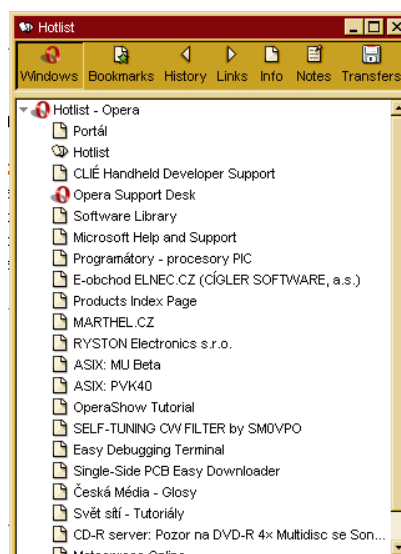 Hotlist
Windows Bookmarks History Links Info Notes Transfers
Hotlist - Opera
Portál
Hotlist
CLIÉ Handheld Developer Support
Opera Support Desk
Software Library
Microsoft Help and Support
Programátory - procesory PIC
E-obchod ELNEC.CZ (CÍGLER SOFTWARE, a.s.)
Products Index Page
MARTHEL.CZ
RYSTON Electronics s.r.o.
ASIX: MU Beta
ASIX: PVK40
OperaShow Tutorial
SELF-TUNING CW FILTER by SM0VPO
Easy Debugging Terminal
Single-Side PCB Easy Downloader
Česká Média - Glosy
Svět sítí - Tutoriály
CD-R server: Pozor na DVD-R 4× Multidisc se Son...